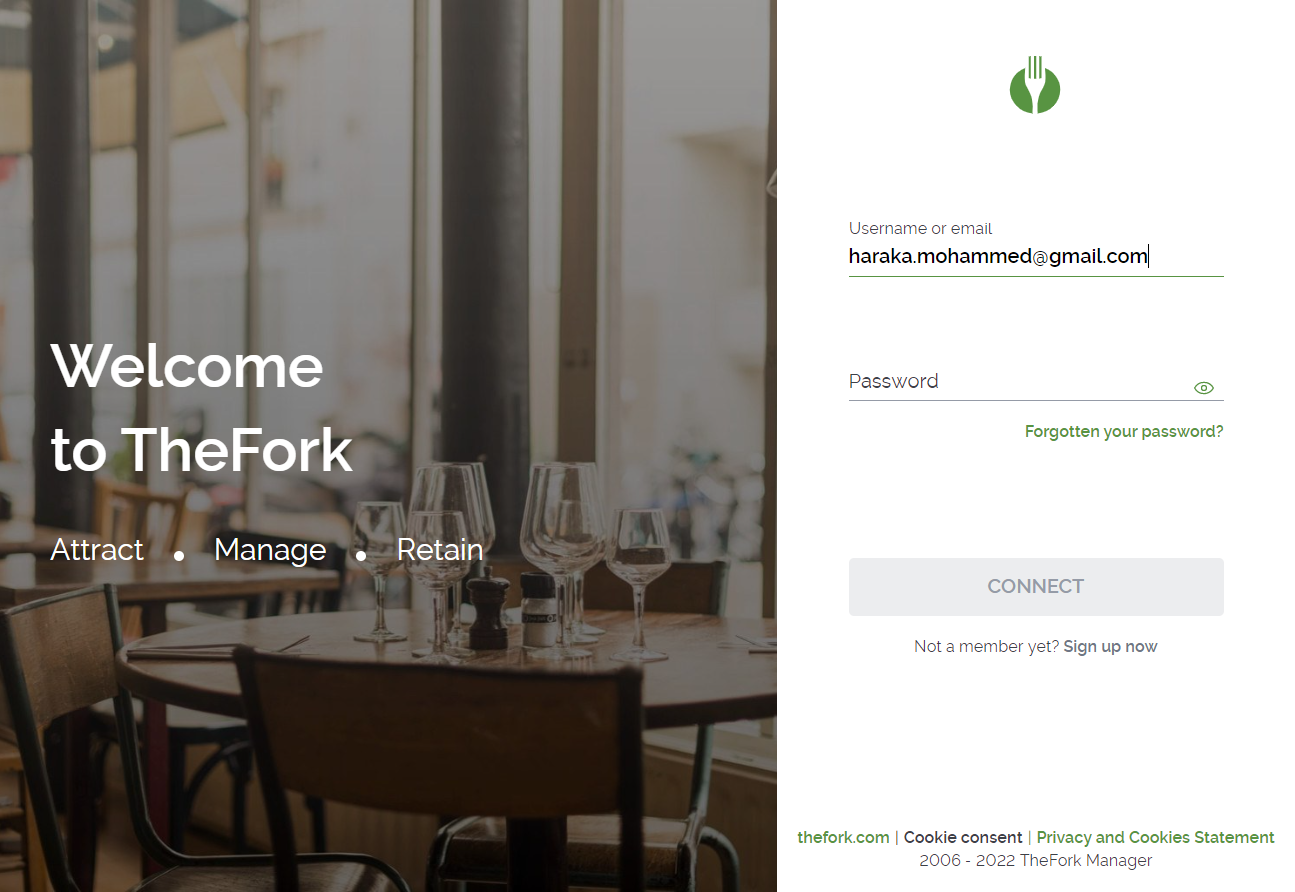 Welcome
to TheFork
Attract • Manage • Retain
Username or email
haraka.mohammed@gmail.com
Password
Forgotten your password?
CONNECT
Not a member yet? Sign up now
thefork.com | Cookie consent | Privacy and Cookies Statement
2006 - 2022 TheFork Manager